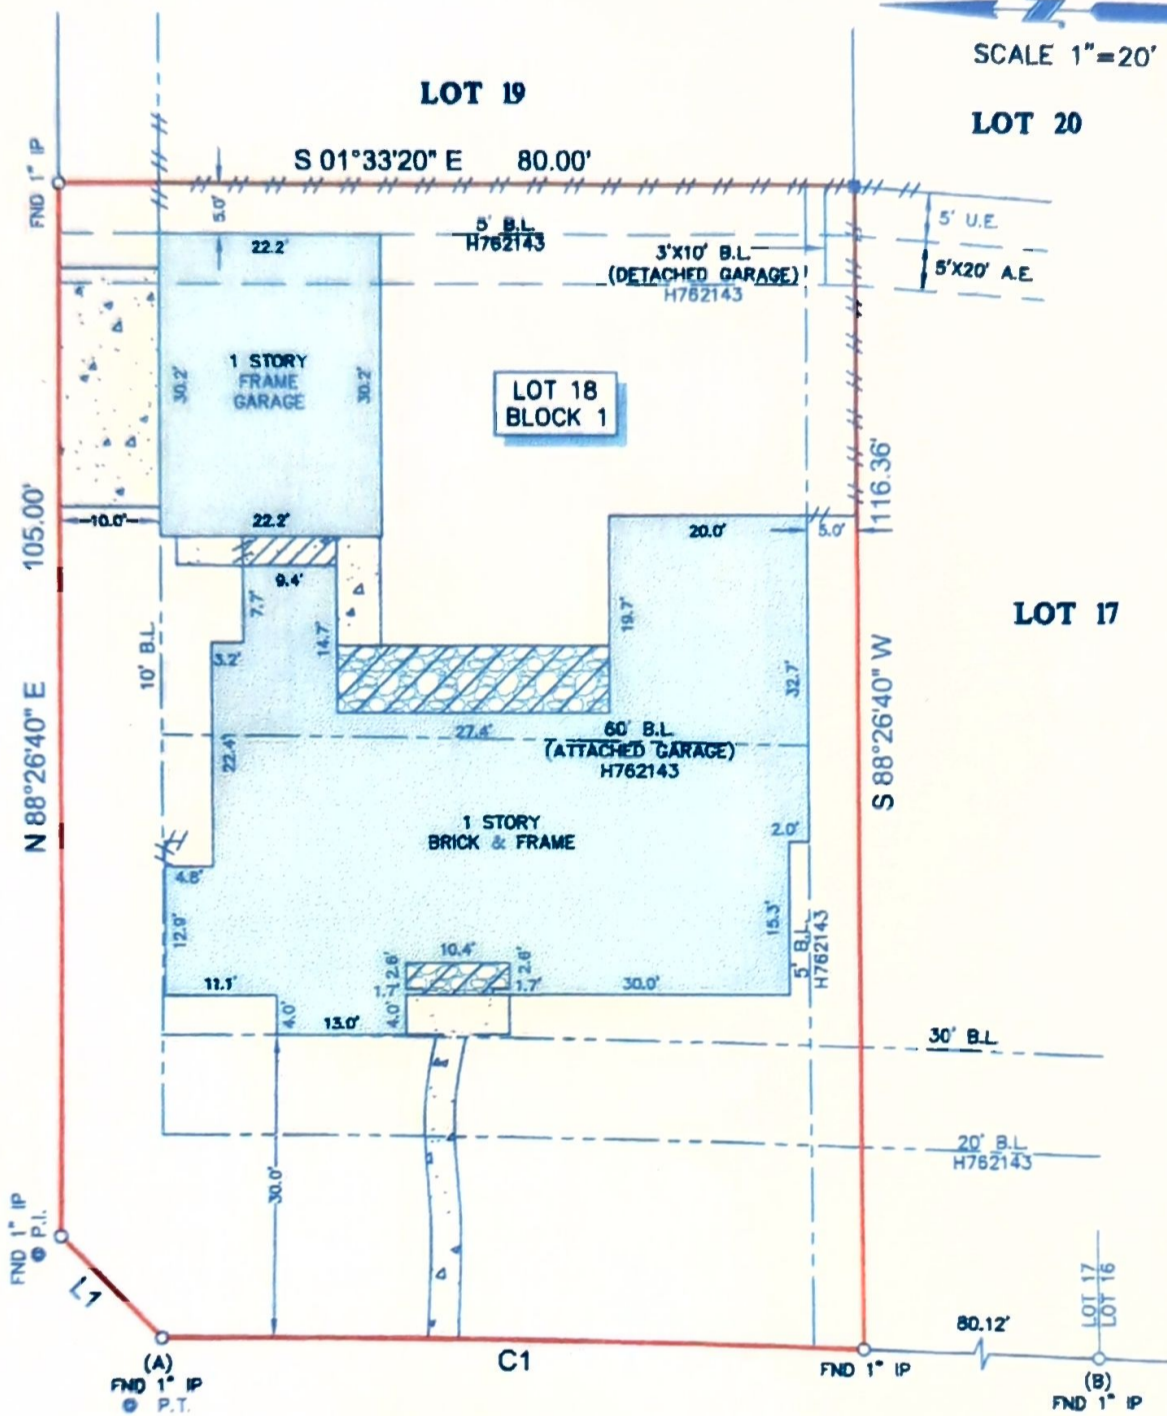 SCALE 1"=20'
LOT 19
LOT 20
S 01°33'20" E 80.00'
FND 1" IP
5.0'
5' B.L.
H762143
5' U.E.
22.2'
3'X10' B.L.
(DETACHED GARAGE)
H762143
5'X20' A.E.
1 STORY
FRAME
GARAGE
30.2'
30.2'
LOT 18
BLOCK 1
116.36'
S 88°26'40" W
105.00'
N 88°26'40" E
10.0'
22.2'
20.0'
5.0'
9.4'
7.7'
14.7'
19.7'
LOT 17
10' B.L.
3.2'
32.7'
22.4'
27.4'
60' B.L.
(ATTACHED GARAGE)
H762143
1 STORY
BRICK & FRAME
2.0'
4.8'
12.9'
15.3'
5' B.L.
H762143
10.4'
2.6'
2.6'
11.1'
1.7'
1.7'
30.0'
4.0'
13.0'
4.0'
30' B.L.
20' B.L.
H762143
30.0'
FND 1" IP
@ P.I.
L1
LOT 17
LOT 16
80.12'
(A)
FND 1" IP
@ P.T.
C1
FND 1" IP
(B)
FND 1" IP